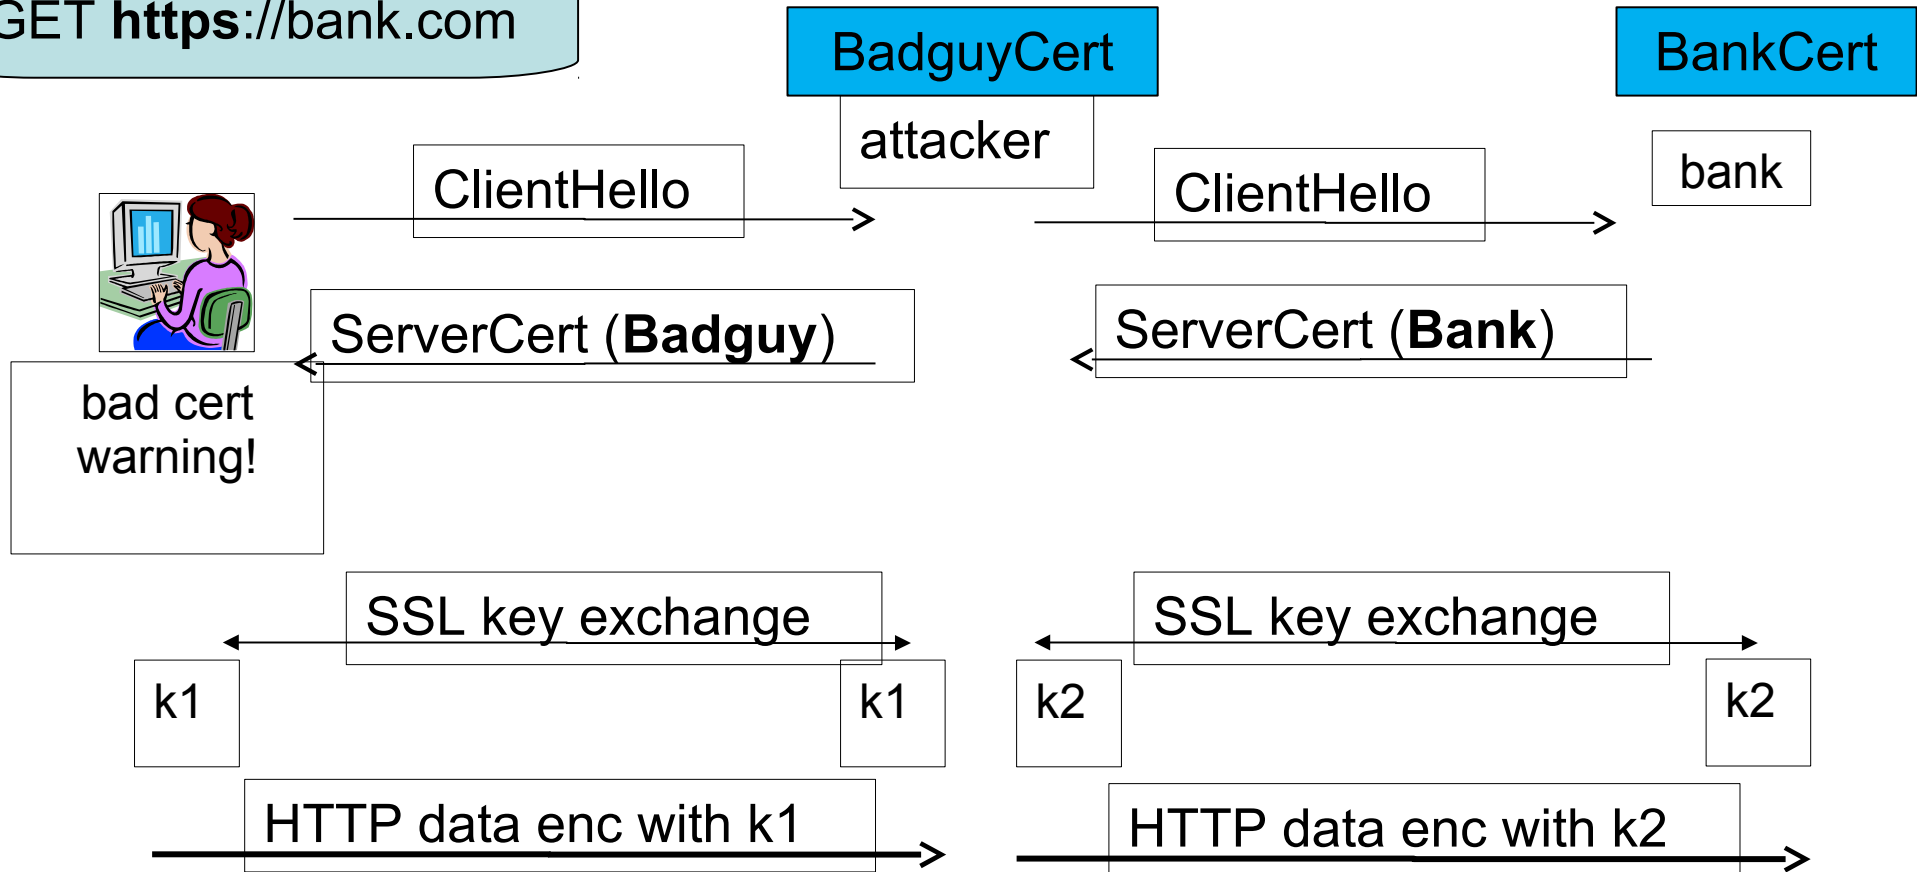 GET https://bank.com
BadguyCert
BankCert
attacker
bank
ClientHello
ClientHello
ServerCert (Badguy)
ServerCert (Bank)
bad cert
warning!
SSL key exchange
SSL key exchange
k1
k1
k2
k2
HTTP data enc with k1
HTTP data enc with k2